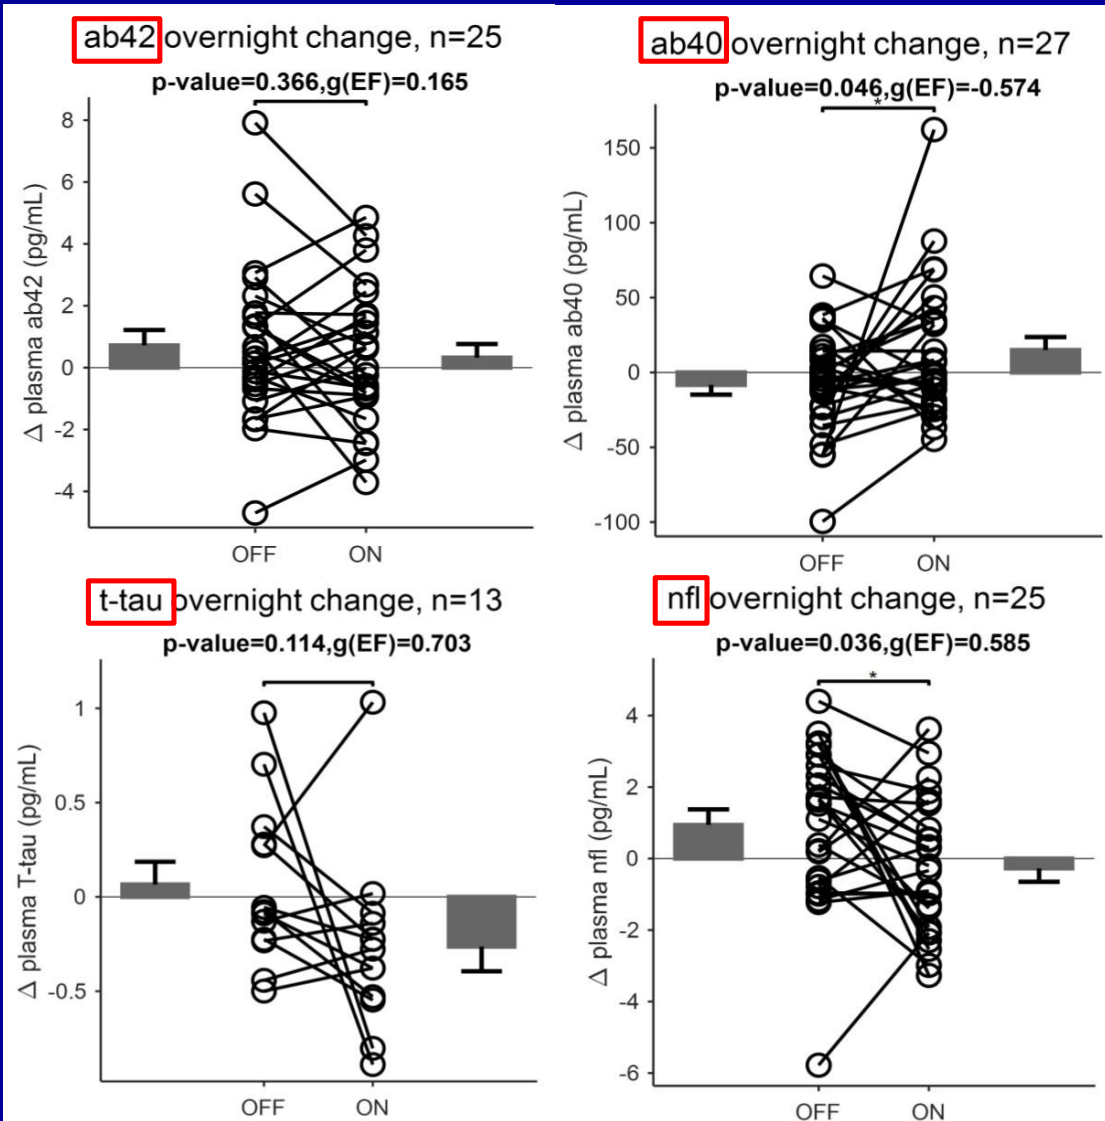 ab42 overnight change, n=25
p-value=0.366,g(EF)=0.165
Δ plasma ab42 (pg/mL)
8
6
4
2
0
-2
-4
OFF ON
ab40 overnight change, n=27
p-value=0.046,g(EF)=-0.574
*
Δ plasma ab40 (pg/mL)
150
100
50
0
-50
-100
OFF ON
t-tau overnight change, n=13
p-value=0.114,g(EF)=0.703
Δ plasma T-tau (pg/mL)
1
0.5
0
-0.5
OFF ON
nfl overnight change, n=25
p-value=0.036,g(EF)=0.585
*
Δ plasma nfl (pg/mL)
4
2
0
-2
-4
-6
OFF ON